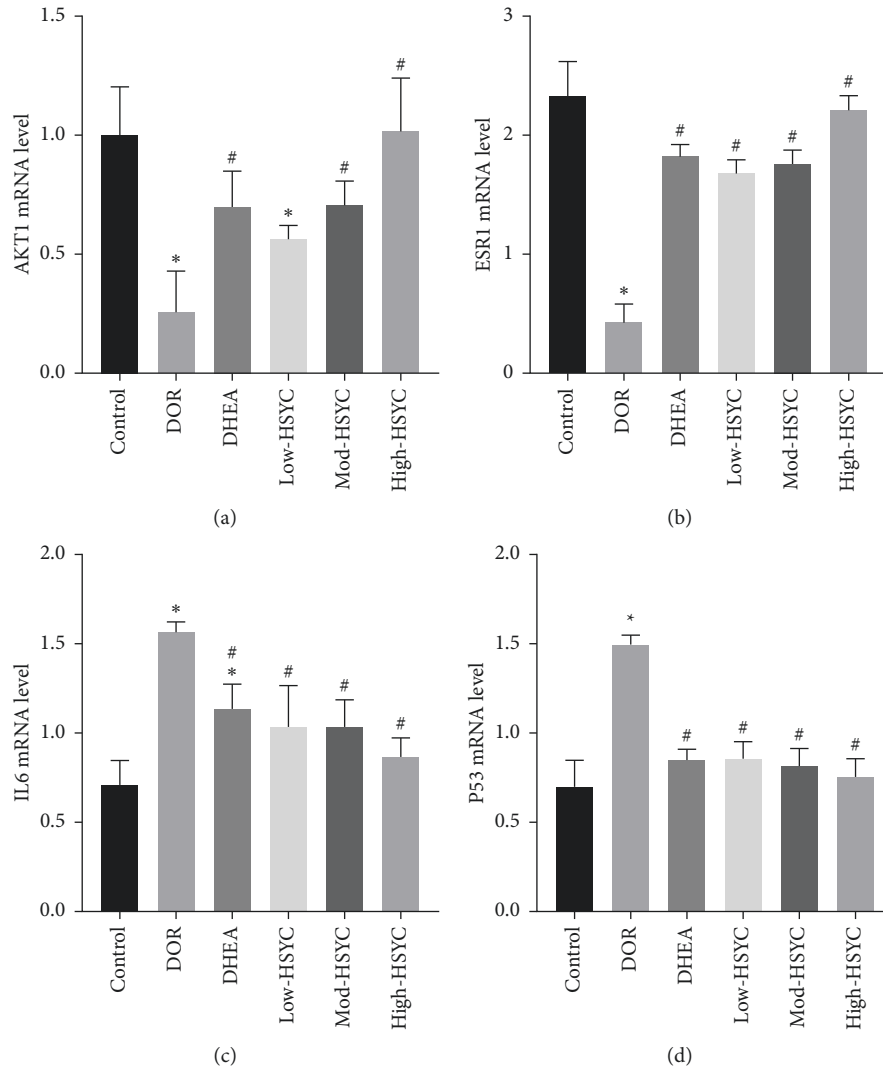 1.5
1.0
0.5
0.0
AKT1 mRNA level
*
#
*
#
#
Control
DOR
DHEA
Low-HSYC
Mod-HSYC
High-HSYC
(a)
3
2
1
0
ESR1 mRNA level
*
#
#
#
#
Control
DOR
DHEA
Low-HSYC
Mod-HSYC
High-HSYC
(b)
2.0
1.5
1.0
0.5
0.0
IL6 mRNA level
*
#
*
#
#
#
Control
DOR
DHEA
Low-HSYC
Mod-HSYC
High-HSYC
(c)
2.0
1.5
1.0
0.5
0.0
P53 mRNA level
*
#
#
#
#
Control
DOR
DHEA
Low-HSYC
Mod-HSYC
High-HSYC
(d)